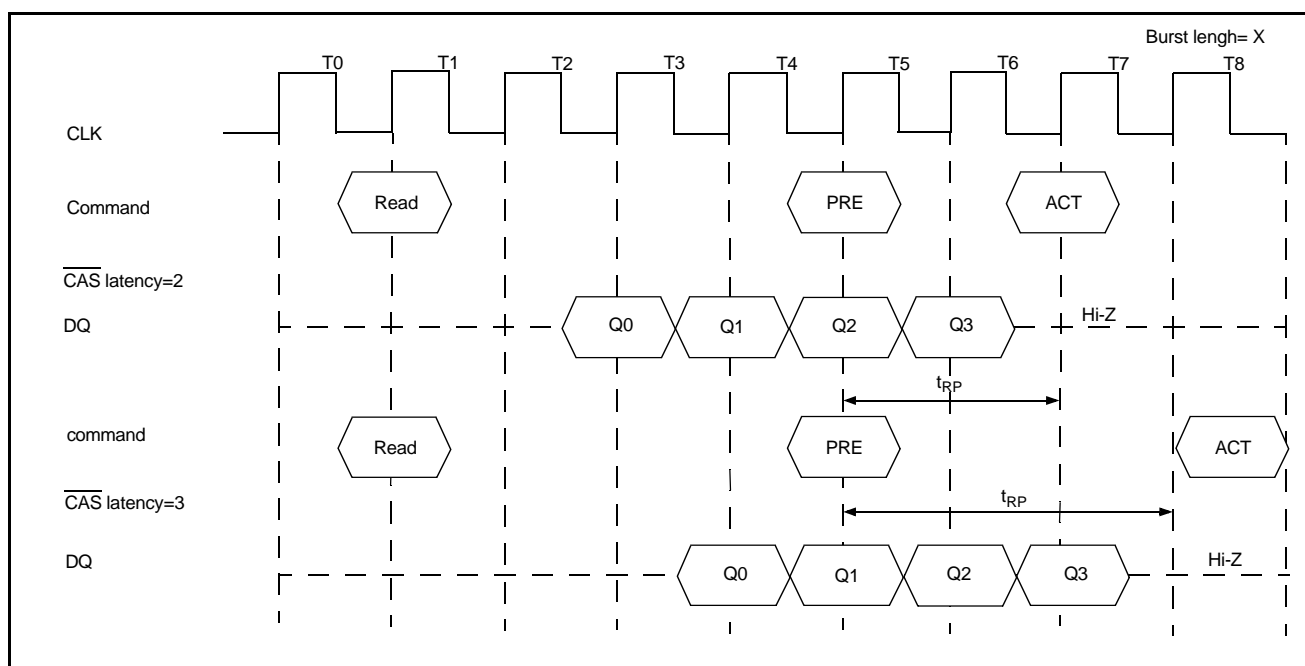 Burst lengh= X
T0 T1 T2 T3 T4 T5 T6 T7 T8
CLK
Command Read PRE ACT
CAS latency=2
DQ Q0 Q1 Q2 Q3 Hi-Z
tRP
command Read PRE ACT
CAS latency=3
tRP
DQ Q0 Q1 Q2 Q3 Hi-Z